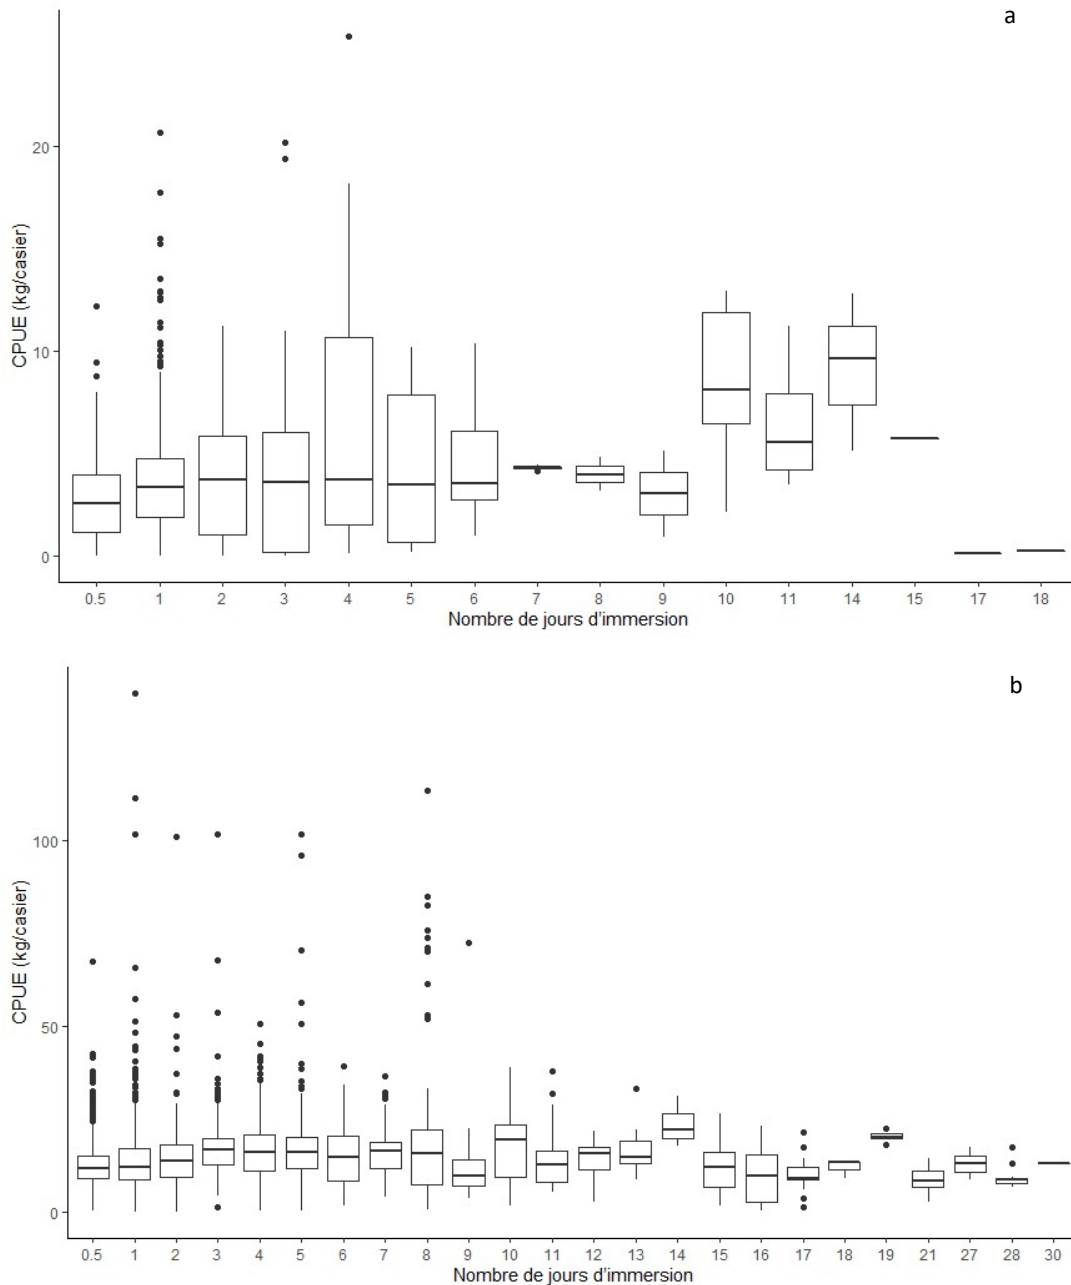 a
20
10
0
CPUE (kg/casier)
0.5 1 2 3 4 5 6 7 8 9 10 11 14 15 17 18
Nombre de jours d’immersion
b
100
50
0
CPUE (kg/casier)
0.5 1 2 3 4 5 6 7 8 9 10 11 12 13 14 15 16 17 18 19 21 27 28 30
Nombre de jours d’immersion